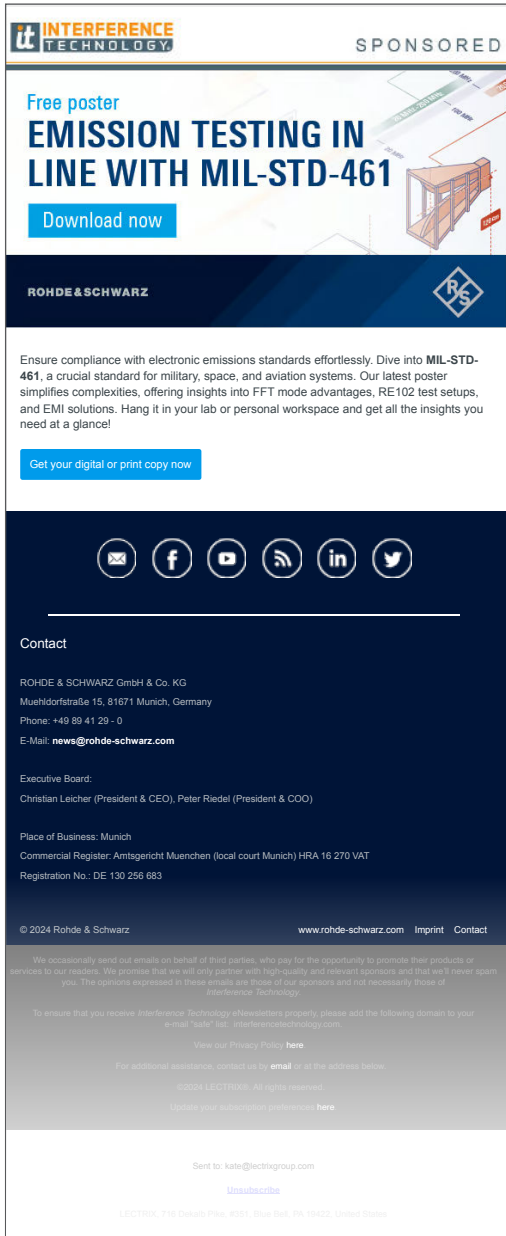 it INTERFERENCE
TECHNOLOGY®
SPONSORED
Free poster
EMISSION TESTING IN
LINE WITH MIL-STD-461
Download now
ROHDE&SCHWARZ
R&S
Ensure compliance with electronic emissions standards effortlessly. Dive into MIL-STD-
461, a crucial standard for military, space, and aviation systems. Our latest poster
simplifies complexities, offering insights into FFT mode advantages, RE102 test setups,
and EMI solutions. Hang it in your lab or personal workspace and get all the insights you
need at a glance!
Get your digital or print copy now
Contact
ROHDE & SCHWARZ GmbH & Co. KG
Muehldorfstraße 15, 81671 Munich, Germany
Phone: +49 89 41 29 - 0
E-Mail: news@rohde-schwarz.com
Executive Board:
Christian Leicher (President & CEO), Peter Riedel (President & COO)
Place of Business: Munich
Commercial Register: Amtsgericht Muenchen (local court Munich) HRA 16 270 VAT
Registration No.: DE 130 256 683
© 2024 Rohde & Schwarz www.rohde-schwarz.com Imprint Contact
We occasionally send out emails on behalf of third parties, who pay for the opportunity to promote their products or
services to our readers. We promise that we will only partner with high-quality and relevant sponsors and that we'll never spam
you. The opinions expressed in these emails are those of our sponsors and not necessarily those of
Interference Technology.
To ensure that you receive Interference Technology eNewsletters properly, please add the following domain to your
e-mail "safe" list: interferencetechnology.com.
View our Privacy Policy here.
For additional assistance, contact us by email or at the address below.
©2024 LECTRIX®. All rights reserved.
Update your subscription preferences here.
Sent to: kate@lectrixgroup.com
Unsubscribe
LECTRIX, 716 Dekalb Pike, #351, Blue Bell, PA 19422, United States